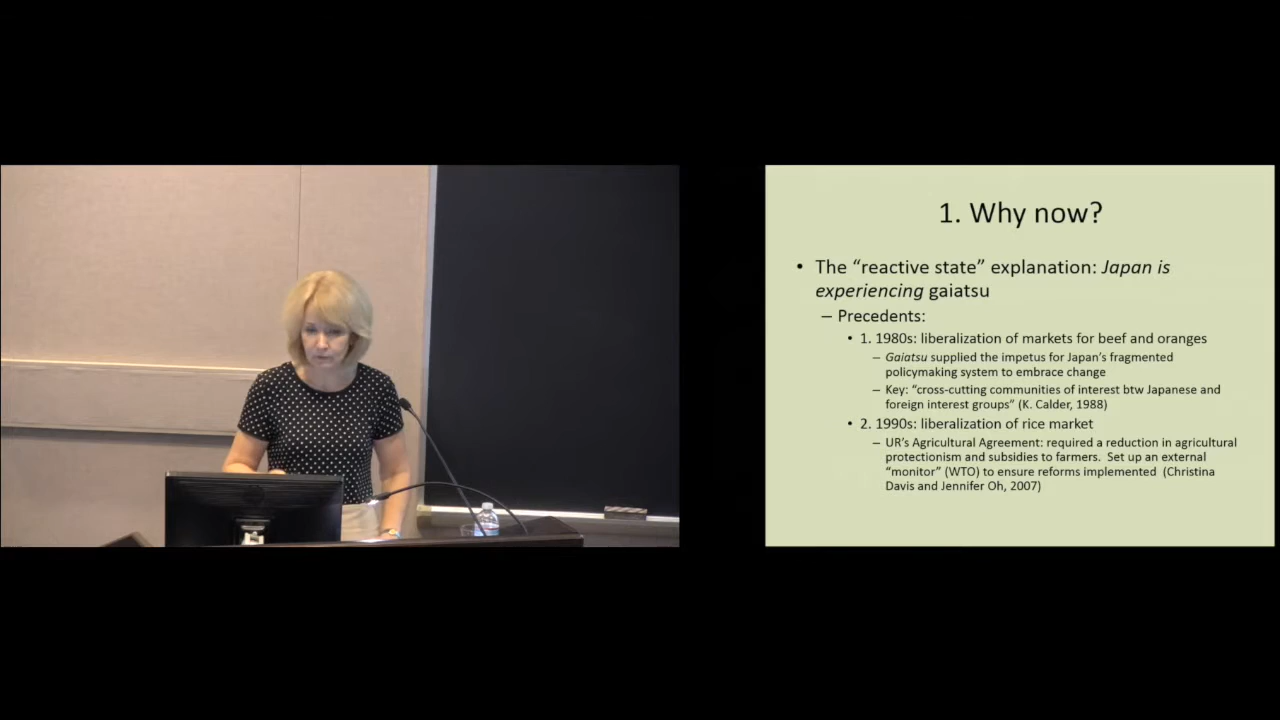 1. Why now?
• The “reactive state” explanation: Japan is
experiencing gaiatsu
– Precedents:
• 1. 1980s: liberalization of markets for beef and oranges
– Gaiatsu supplied the impetus for Japan’s fragmented
policymaking system to embrace change
– Key: “cross-cutting communities of interest btw Japanese and
foreign interest groups” (K. Calder, 1988)
• 2. 1990s: liberalization of rice market
– UR’s Agricultural Agreement: required a reduction in agricultural
protectionism and subsidies to farmers. Set up an external
“monitor” (WTO) to ensure reforms implemented (Christina
Davis and Jennifer Oh, 2007)